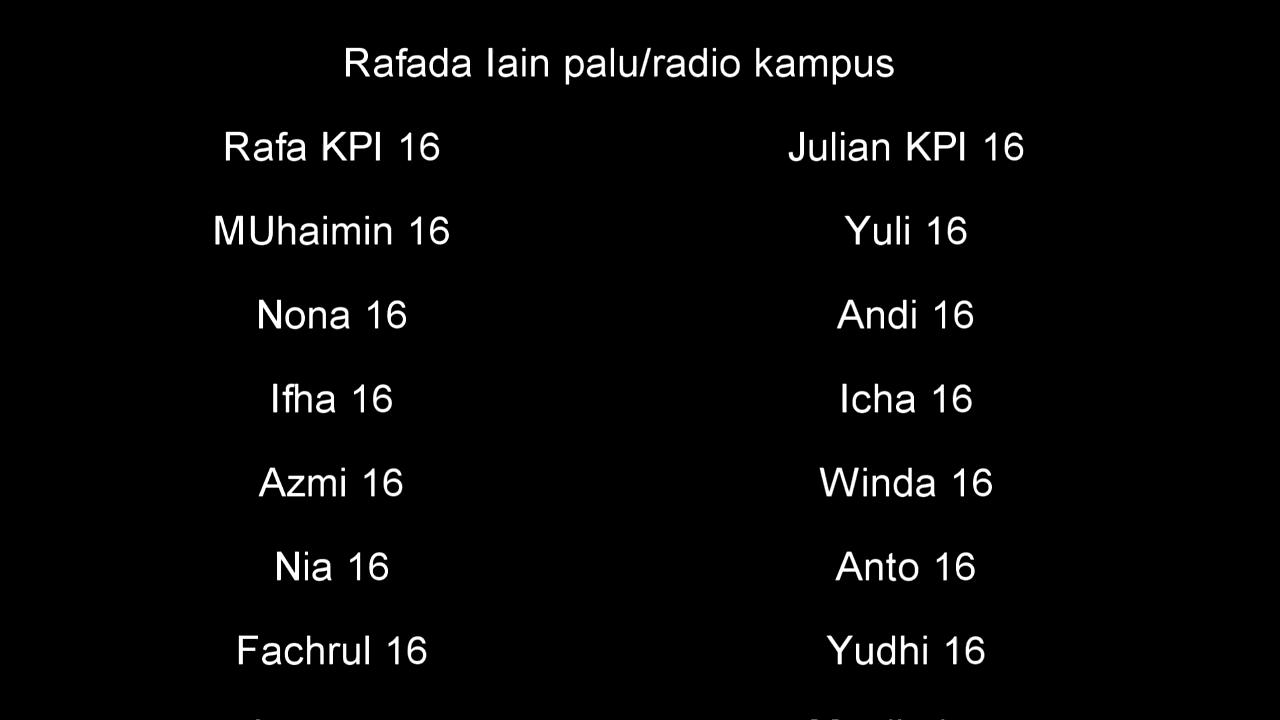 Rafada Iain palu/radio kampus
Rafa KPI 16
Julian KPI 16
MUhaimin 16
Yuli 16
Nona 16
Andi 16
Ifha 16
Icha 16
Azmi 16
Winda 16
Nia 16
Anto 16
Fachrul 16
Yudhi 16